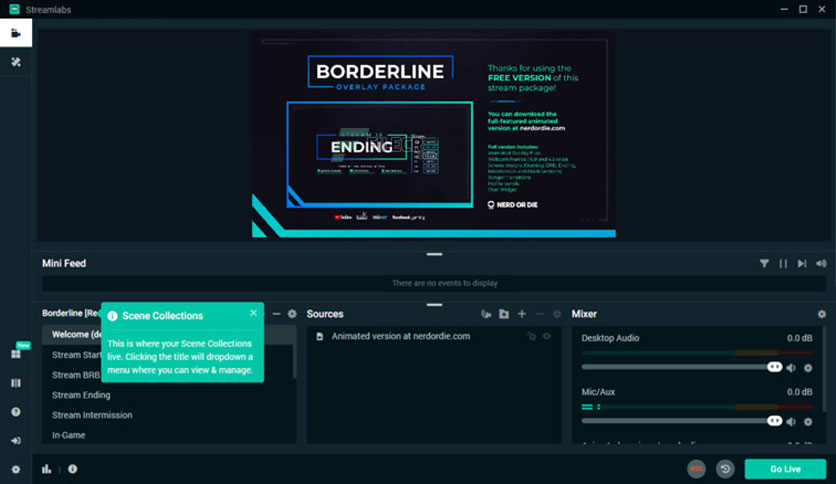 Streamlabs
BORDERLINE
OVERLAY PACKAGE
Thanks for using the
FREE VERSION of this
stream package!
You can download the
full-featured animated
version at nerdordie.com
Full version includes:
ENDING
NERD OR DIE
YouTube
facebook gaming
Mini Feed
There are no events to display
Borderline [Re
Scene Collections
This is where your Scene Collections
live. Clicking the title will dropdown a
menu where you can view & manage.
Welcome (de
Stream Start
Stream BRB
Stream Ending
Stream Intermission
In-Game
New
Sources
Animated version at nerdordie.com
Mixer
Desktop Audio
0.0 dB
Mic/Aux
0.0 dB
REC
Go Live